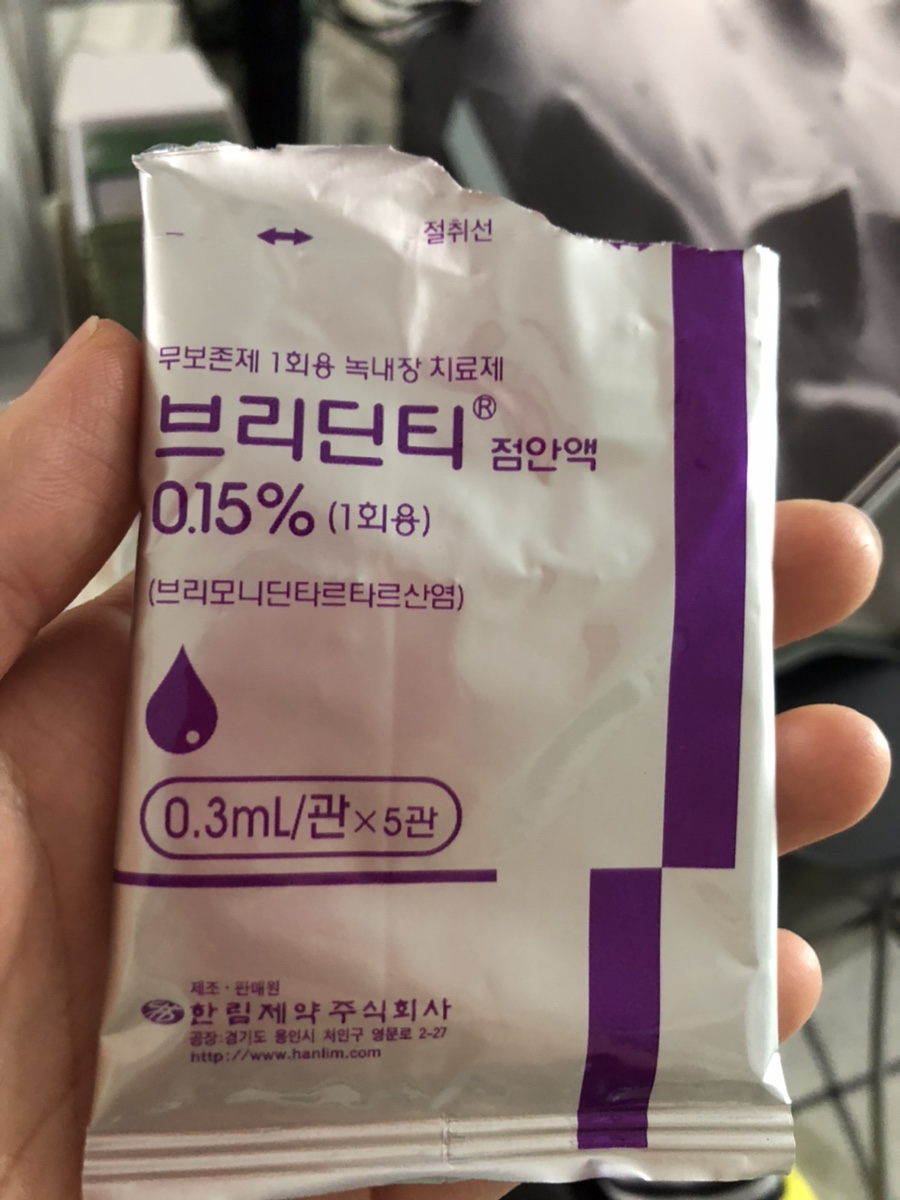 절취선
무보존제 1회용 녹내장 치료제
브리딘티® 점안액
0.15% (1회용)
(브리모니딘타르타르산염)
0.3mL/관×5관
제조·판매원
한림제약 주식회사
공장:경기도 용인시 처인구 영문로 2-27
http://www.hanlim.com